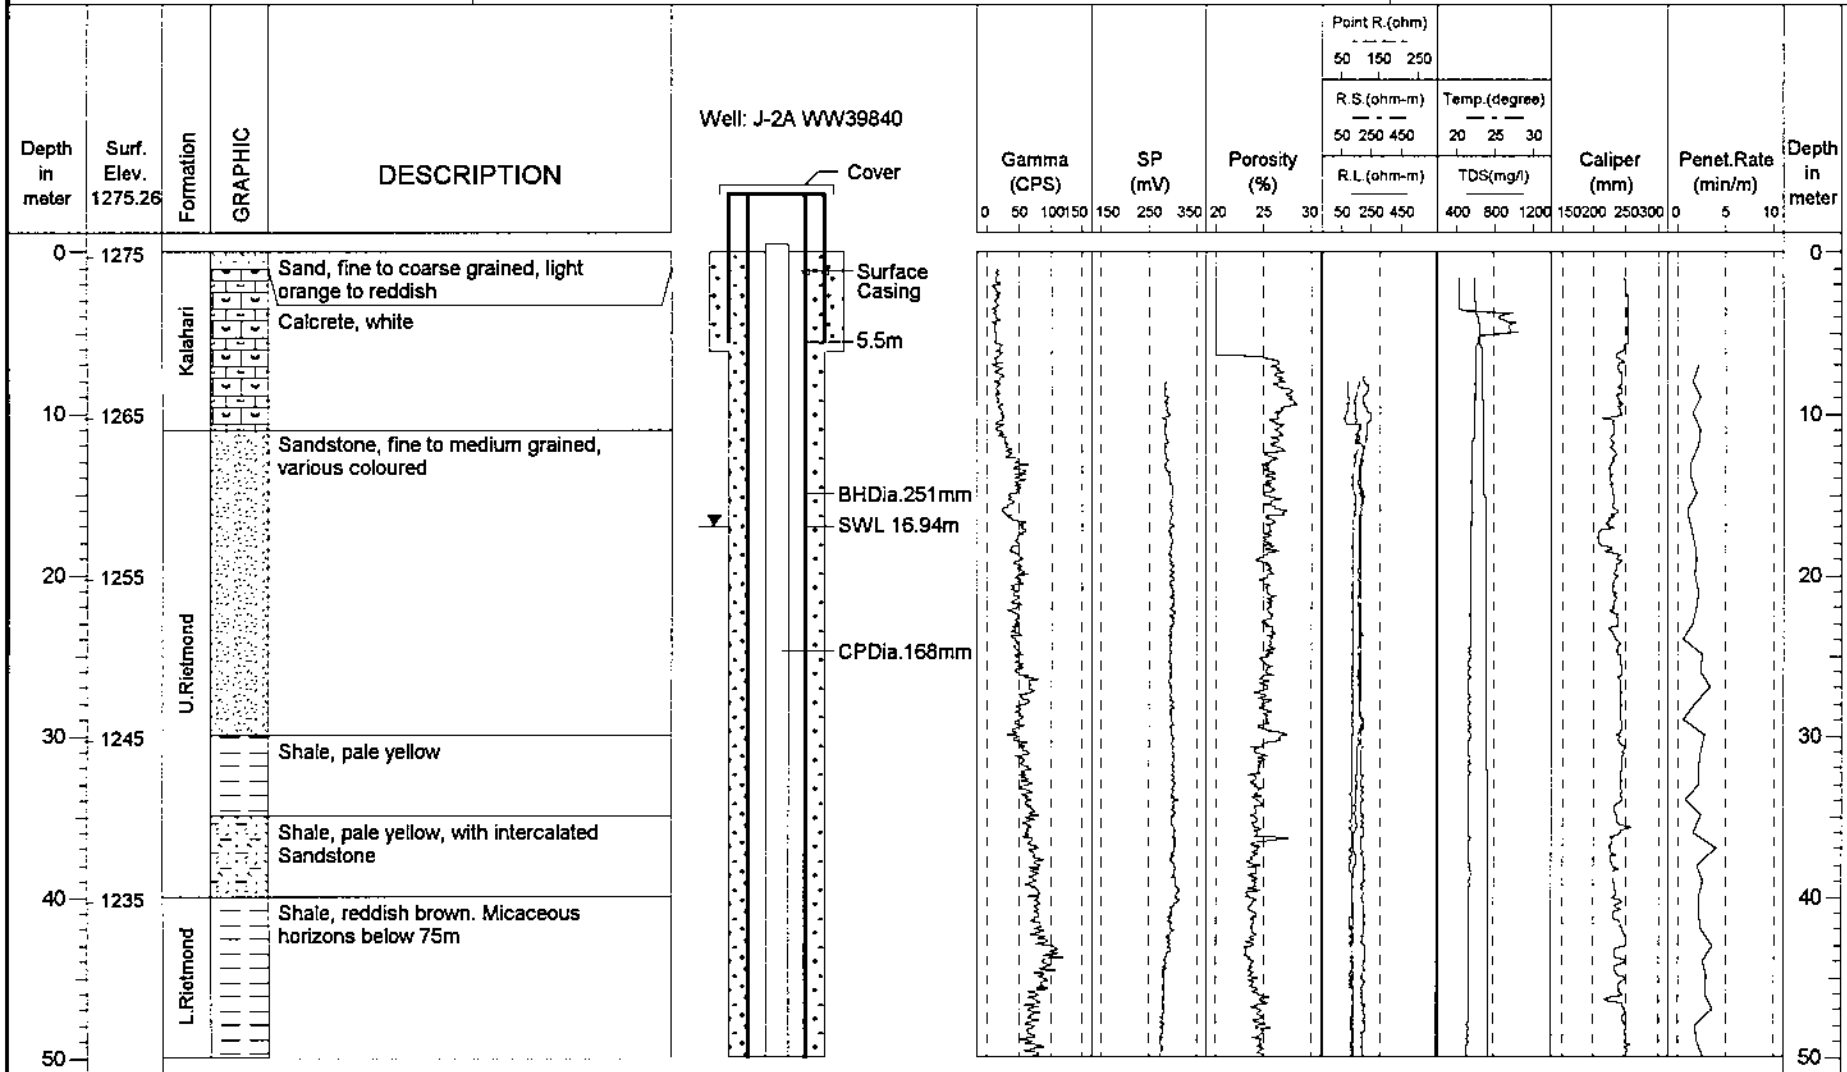 Well: J-2A WW39840
Depth
in
meter
Surf.
Elev.
1275.26
Formation
GRAPHIC
DESCRIPTION
Cover
Gamma
(CPS)
0 50 100 150
SP
(mV)
150 250 350
Porosity
(%)
20 25 30
Point R.(ohm)
50 150 250
R.S.(ohm-m)
50 250 450
R.L.(ohm-m)
50 250 450
Temp.(degree)
20 25 30
TDS(mg/l)
400 800 1200
Caliper
(mm)
150 200 250 300
Penet.Rate
(min/m)
0 5 10
Depth
in
meter
0
10
20
30
40
50
1275
1265
1255
1245
1235
Kalahari
U.Rietmond
L.Rietmond
Sand, fine to coarse grained, light
orange to reddish
Calcrete, white
Sandstone, fine to medium grained,
various coloured
Shale, pale yellow
Shale, pale yellow, with intercalated
Sandstone
Shale, reddish brown. Micaceous
horizons below 75m
Surface
Casing
5.5m
BHDia.251mm
SWL 16.94m
CPDia.168mm
0
10
20
30
40
50